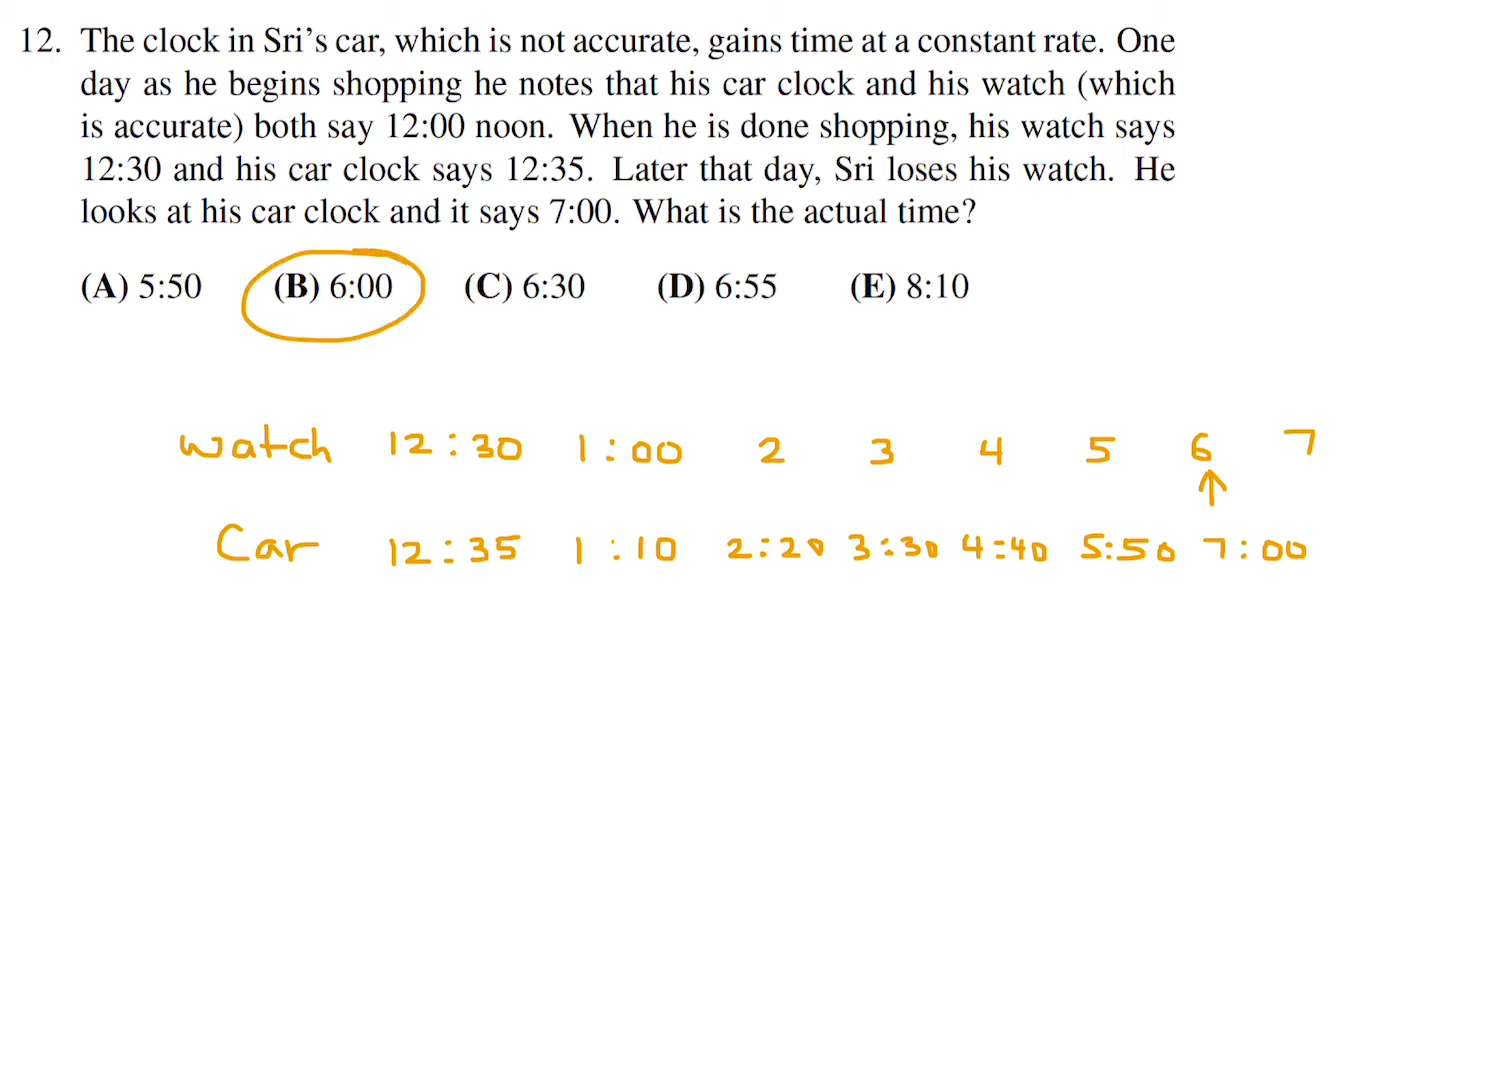 12. The clock in Sri's car, which is not accurate, gains time at a constant rate. One
day as he begins shopping he notes that his car clock and his watch (which
is accurate) both say 12:00 noon. When he is done shopping, his watch says
12:30 and his car clock says 12:35. Later that day, Sri loses his watch. He
looks at his car clock and it says 7:00. What is the actual time?
(A) 5:50 (B) 6:00 (C) 6:30 (D) 6:55 (E) 8:10
Watch 12:30 1:00 2 3 4 5 6 7
↑
Car 12:35 1:10 2:20 3:30 4:40 5:50 7:00